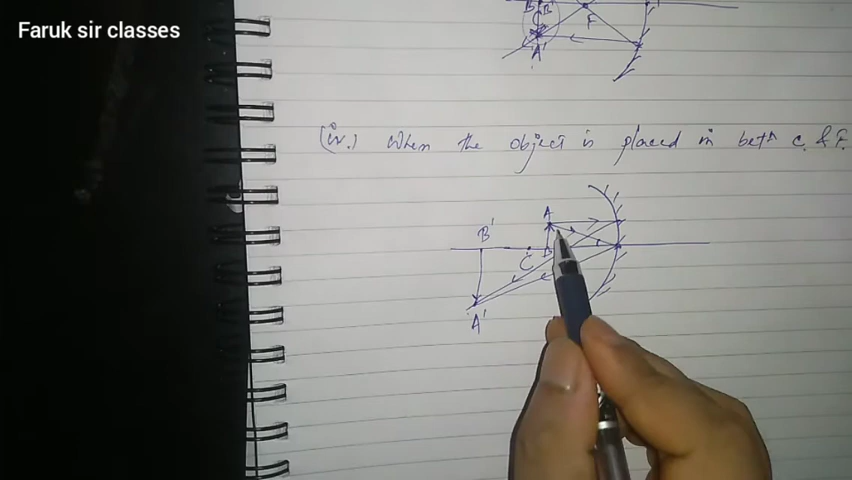 Faruk sir classes
B B'
F
A'
(iv.) When the object is placed in betn C & F.
A
B'
C B
A'